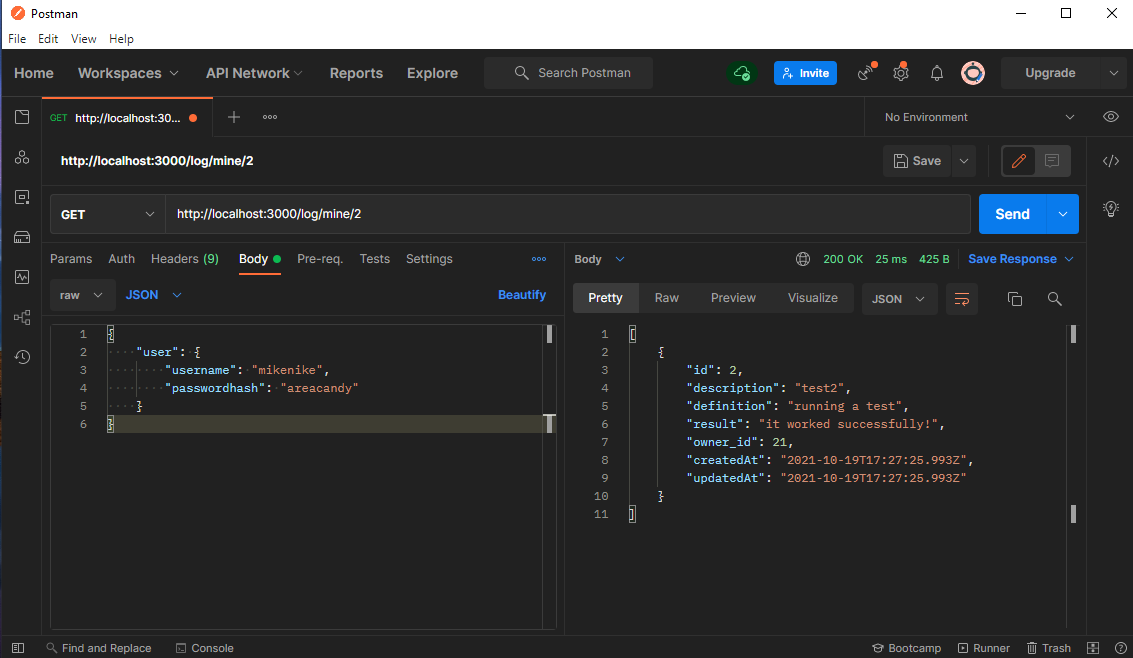 Postman
File Edit View Help
Home Workspaces API Network Reports Explore Search Postman Invite Upgrade
GET http://localhost:30... No Environment
http://localhost:3000/log/mine/2 Save
GET http://localhost:3000/log/mine/2 Send
Params Auth Headers (9) Body Pre-req. Tests Settings
raw JSON Beautify
1 {
2 "user": {
3 "username": "mikenike",
4 "passwordhash": "areacandy"
5 }
6 }
Body 200 OK 25 ms 425 B Save Response
Pretty Raw Preview Visualize JSON
1 [
2 {
3 "id": 2,
4 "description": "test2",
5 "definition": "running a test",
6 "result": "it worked successfully!",
7 "owner_id": 21,
8 "createdAt": "2021-10-19T17:27:25.993Z",
9 "updatedAt": "2021-10-19T17:27:25.993Z"
10 }
11 ]
Find and Replace Console Bootcamp Runner Trash